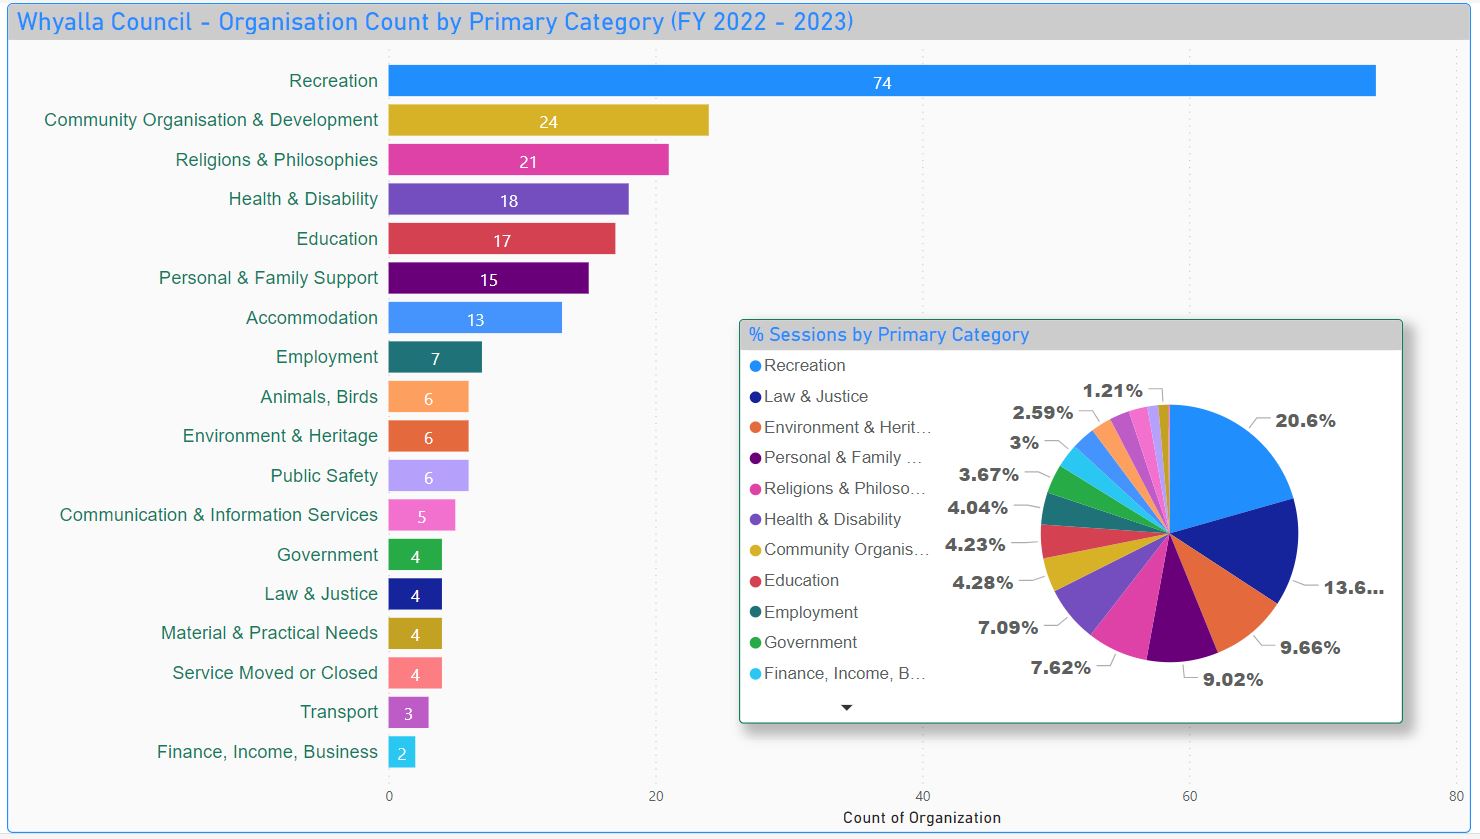 Whyalla Council - Organisation Count by Primary Category (FY 2022 - 2023)
Recreation 74
Community Organisation & Development 24
Religions & Philosophies 21
Health & Disability 18
Education 17
Personal & Family Support 15
Accommodation 13
Employment 7
Animals, Birds 6
Environment & Heritage 6
Public Safety 6
Communication & Information Services 5
Government 4
Law & Justice 4
Material & Practical Needs 4
Service Moved or Closed 4
Transport 3
Finance, Income, Business 2
0 20 40 60 80
Count of Organization
% Sessions by Primary Category
Recreation
Law & Justice
Environment & Herit...
Personal & Family ...
Religions & Philoso...
Health & Disability
Community Organis...
Education
Employment
Government
Finance, Income, B...
20.6%
13.6...
9.66%
9.02%
7.62%
7.09%
4.28%
4.23%
4.04%
3.67%
3%
2.59%
1.21%